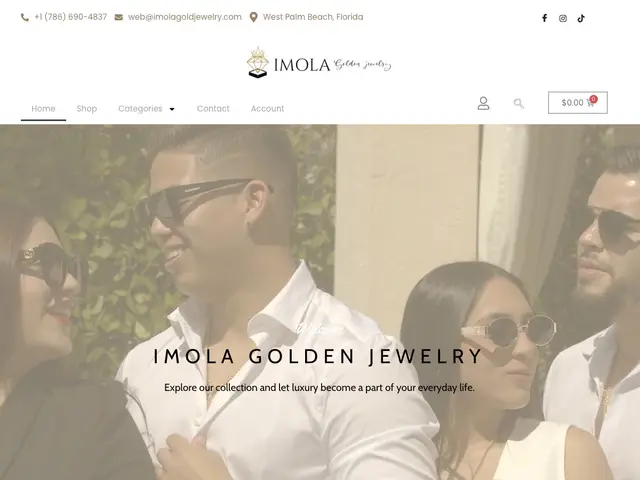 +1 (786) 690-4837 web@imolagoldjewelry.com West Palm Beach, Florida
IMOLA Golden jewelry
Home Shop Categories Contact Account
$0.00 0
IMOLA GOLDEN JEWELRY
Explore our collection and let luxury become a part of your everyday life.